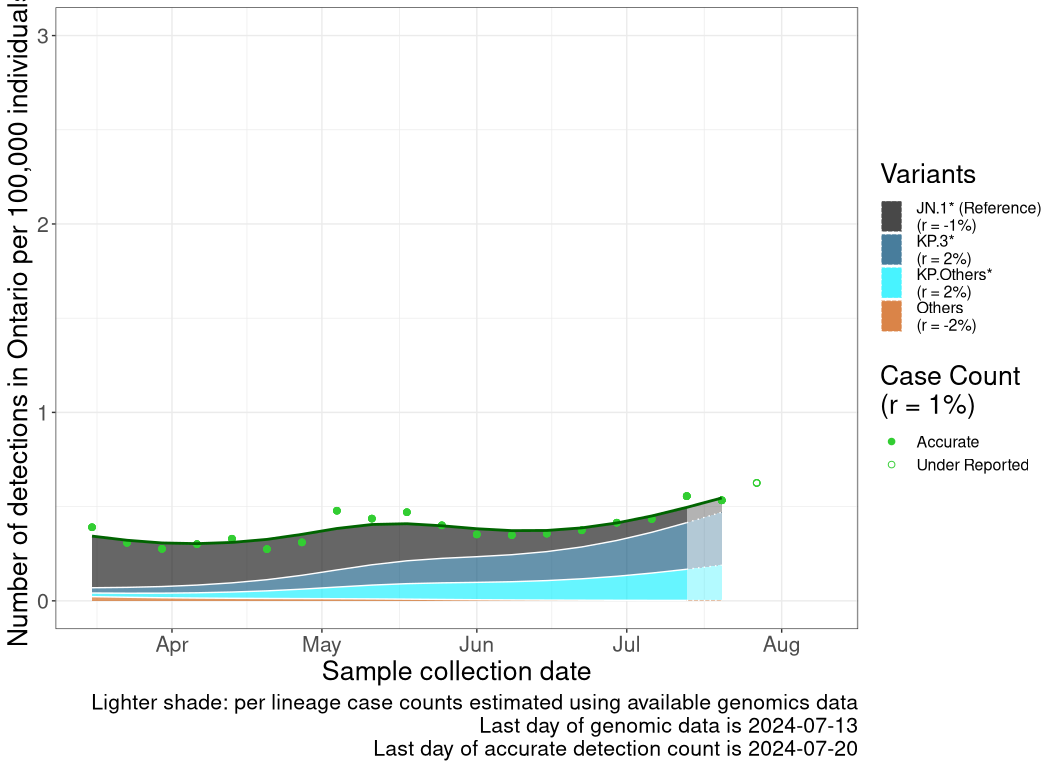 Number of detections in Ontario per 100,000 individuals
3
2
1
0
Apr
May
Jun
Jul
Aug
Sample collection date
Lighter shade: per lineage case counts estimated using available genomics data
Last day of genomic data is 2024-07-13
Last day of accurate detection count is 2024-07-20
Variants
JN.1* (Reference)
(r = -1%)
KP.3*
(r = 2%)
KP.Others*
(r = 2%)
Others
(r = -2%)
Case Count
(r = 1%)
Accurate
Under Reported